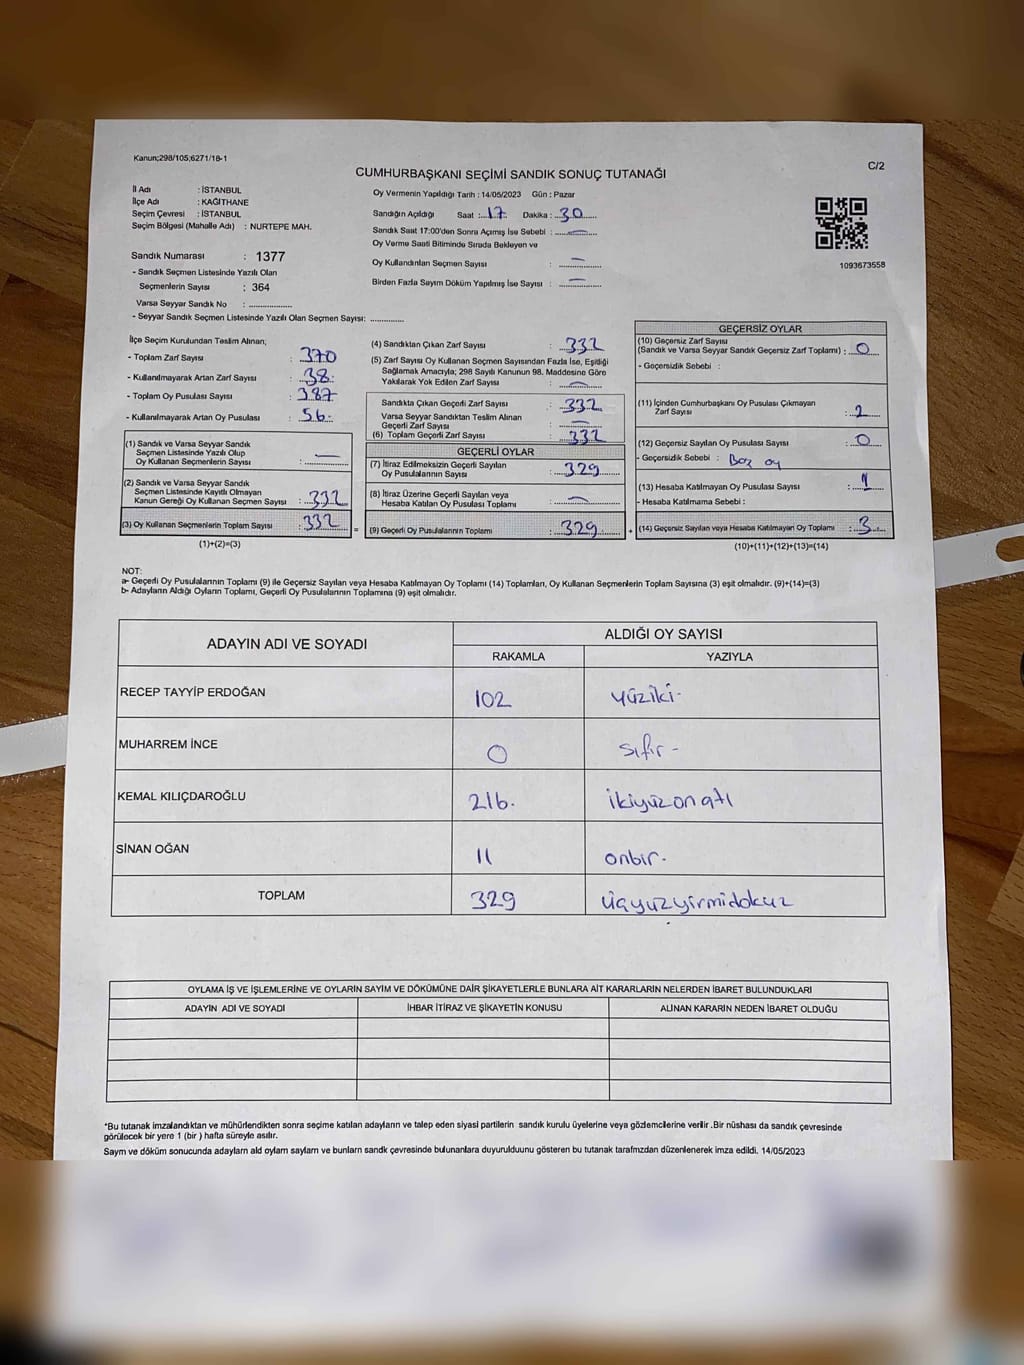 Kanun;298/105;6271/18-1
C/2
CUMHURBAŞKANI SEÇİMİ SANDIK SONUÇ TUTANAĞI
İl Adı : İSTANBUL
İlçe Adı : KAĞITHANE
Seçim Çevresi : İSTANBUL
Seçim Bölgesi (Mahalle Adı) : NURTEPE MAH.
Sandık Numarası : 1377
- Sandık Seçmen Listesinde Yazılı Olan
Seçmenlerin Sayısı : 364
Varsa Seyyar Sandık No : ..................
- Seyyar Sandık Seçmen Listesinde Yazılı Olan Seçmen Sayısı: ..............
Oy Vermenin Yapıldığı Tarih : 14/05/2023 Gün : Pazar
Sandığın Açıldığı Saat : 17 Dakika : 30
Sandık Saat 17:00'den Sonra Açımış İse Sebebi : —
Oy Verme Saati Bitiminde Sırada Bekleyen ve
Oy Kullandırılan Seçmen Sayısı : —
Birden Fazla Sayım Döküm Yapılmış İse Sayısı : —
1093673558
İlçe Seçim Kurulundan Teslim Alınan;
- Toplam Zarf Sayısı : 370
- Kullanılmayarak Artan Zarf Sayısı : 38
- Toplam Oy Pusulası Sayısı : 387
- Kullanılmayarak Artan Oy Pusulası : 56
(1) Sandık ve Varsa Seyyar Sandık
Seçmen Listesinde Yazılı Olup
Oy Kullanan Seçmenlerin Sayısı : —
(2) Sandık ve Varsa Seyyar Sandık
Seçmen Listesinde Kayıtlı Olmayan
Kanun Gereği Oy Kullanan Seçmen Sayısı : 332
(3) Oy Kullanan Seçmenlerin Toplam Sayısı : 332
(1)+(2)=(3)
(4) Sandıktan Çıkan Zarf Sayısı : 332
(5) Zarf Sayısı Oy Kullanan Seçmen Sayısından Fazla İse, Eşitliği
Sağlamak Amacıyla; 298 Sayılı Kanunun 98. Maddesine Göre
Yakılarak Yok Edilen Zarf Sayısı : —
Sandıkta Çıkan Geçerli Zarf Sayısı : 332
Varsa Seyyar Sandıktan Teslim Alınan
Geçerli Zarf Sayısı : —
(6) Toplam Geçerli Zarf Sayısı : 332
GEÇERLİ OYLAR
(7) İtiraz Edilmeksizin Geçerli Sayılan
Oy Pusulalarının Sayısı : 329
(8) İtiraz Üzerine Geçerli Sayılan veya
Hesaba Katılan Oy Pusulası Toplamı : —
= (9) Geçerli Oy Pusulalarının Toplamı : 329 +
GEÇERSİZ OYLAR
(10) Geçersiz Zarf Sayısı
(Sandık ve Varsa Seyyar Sandık Geçersiz Zarf Toplamı) : 0
- Geçersizlik Sebebi :
(11) İçinden Cumhurbaşkanı Oy Pusulası Çıkmayan
Zarf Sayısı : 2
(12) Geçersiz Sayılan Oy Pusulası Sayısı : 0
- Geçersizlik Sebebi : Boz oy
(13) Hesaba Katılmayan Oy Pusulası Sayısı : 1
- Hesaba Katılmama Sebebi :
(14) Geçersiz Sayılan veya Hesaba Katılmayan Oy Toplamı : 3
(10)+(11)+(12)+(13)=(14)
NOT:
a- Geçerli Oy Pusulalarının Toplamı (9) ile Geçersiz Sayılan veya Hesaba Katılmayan Oy Toplamı (14) Toplamları, Oy Kullanan Seçmenlerin Toplam Sayısına (3) eşit olmalıdır. (9)+(14)=(3)
b- Adayların Aldığı Oyların Toplamı, Geçerli Oy Pusulalarının Toplamına (9) eşit olmalıdır.
ADAYIN ADI VE SOYADI
ALDIĞI OY SAYISI
RAKAMLA YAZIYLA
RECEP TAYYİP ERDOĞAN 102 yüziki-
MUHARREM İNCE 0 sıfır-
KEMAL KILIÇDAROĞLU 216. ikiyüzonaltı
SİNAN OĞAN 11 onbir-
TOPLAM 329 üçyüzyirmidokuz
OYLAMA İŞ VE İŞLEMLERİNE VE OYLARIN SAYIM VE DÖKÜMÜNE DAİR ŞİKAYETLERLE BUNLARA AİT KARARLARIN NELERDEN İBARET BULUNDUKLARI
ADAYIN ADI VE SOYADI İHBAR İTİRAZ VE ŞİKAYETİN KONUSU ALINAN KARARIN NEDEN İBARET OLDUĞU
*Bu tutanak imzalandıktan ve mühürlendikten sonra seçime katılan adayların ve talep eden siyasi partilerin sandık kurulu üyelerine veya gözlemcilerine verilir .Bir nüshası da sandık çevresinde
görülecek bir yere 1 (bir ) hafta süreyle asılır.
Sayım ve döküm sonucunda adayların ald oyların saylam ve bunların sandk çevresinde bulunanlara duyurulduunu gösteren bu tutanak tarafmzdan düzenlenerek imza edildi. 14/05/2023